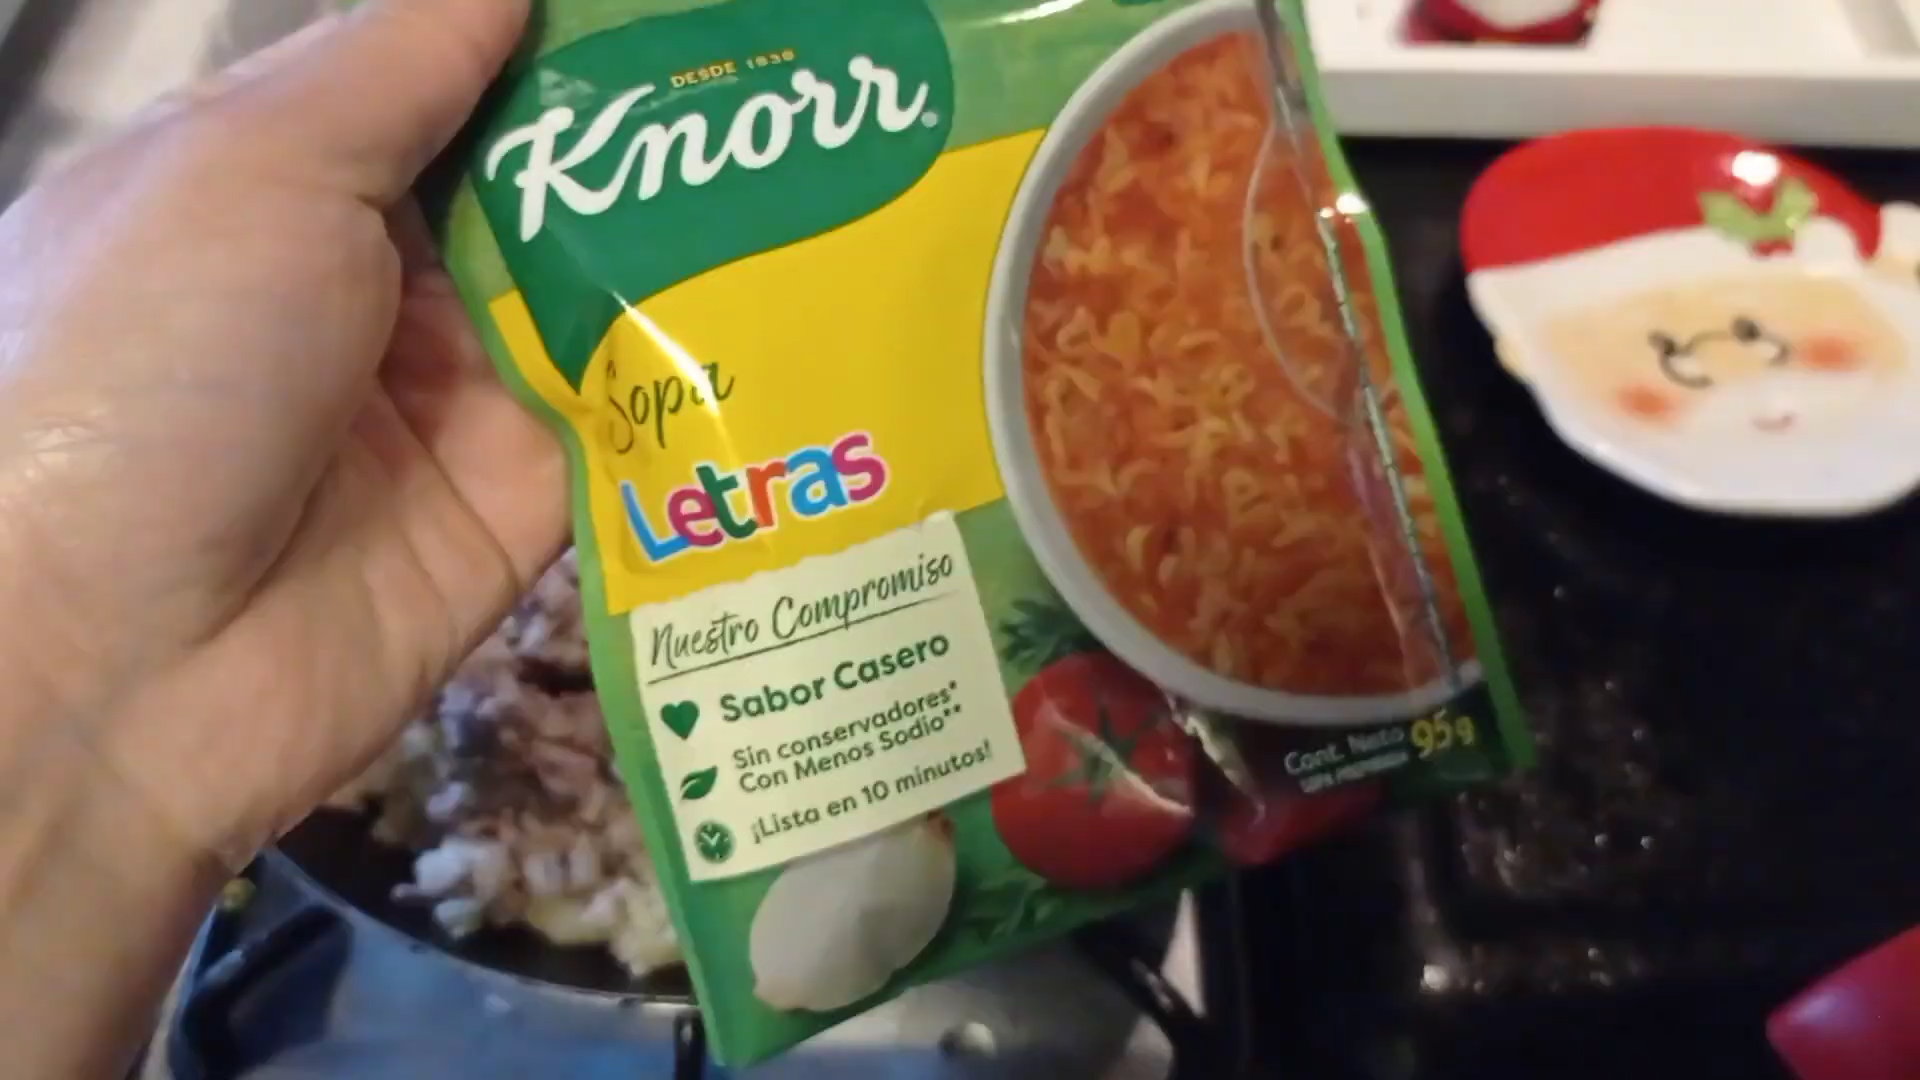 DESDE 1838
Knorr
Sopa
Letras
Nuestro Compromiso
Sabor Casero
Sin conservadores*
Con Menos Sodio**
¡Lista en 10 minutos!
Cont. Neto 95g